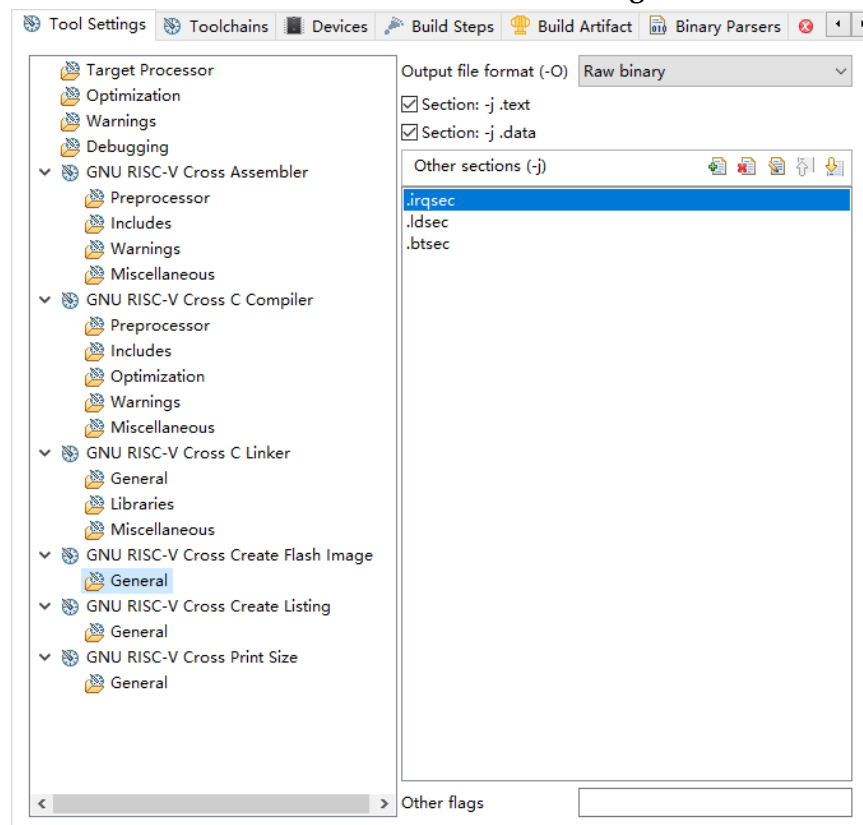 Tool Settings Toolchains Devices Build Steps Build Artifact Binary Parsers
Target Processor
Optimization
Warnings
Debugging
GNU RISC-V Cross Assembler
Preprocessor
Includes
Warnings
Miscellaneous
GNU RISC-V Cross C Compiler
Preprocessor
Includes
Optimization
Warnings
Miscellaneous
GNU RISC-V Cross C Linker
General
Libraries
Miscellaneous
GNU RISC-V Cross Create Flash Image
General
GNU RISC-V Cross Create Listing
General
GNU RISC-V Cross Print Size
General
Output file format (-O) Raw binary
Section: -j .text
Section: -j .data
Other sections (-j)
.irqsec
.ldsec
.btsec
Other flags